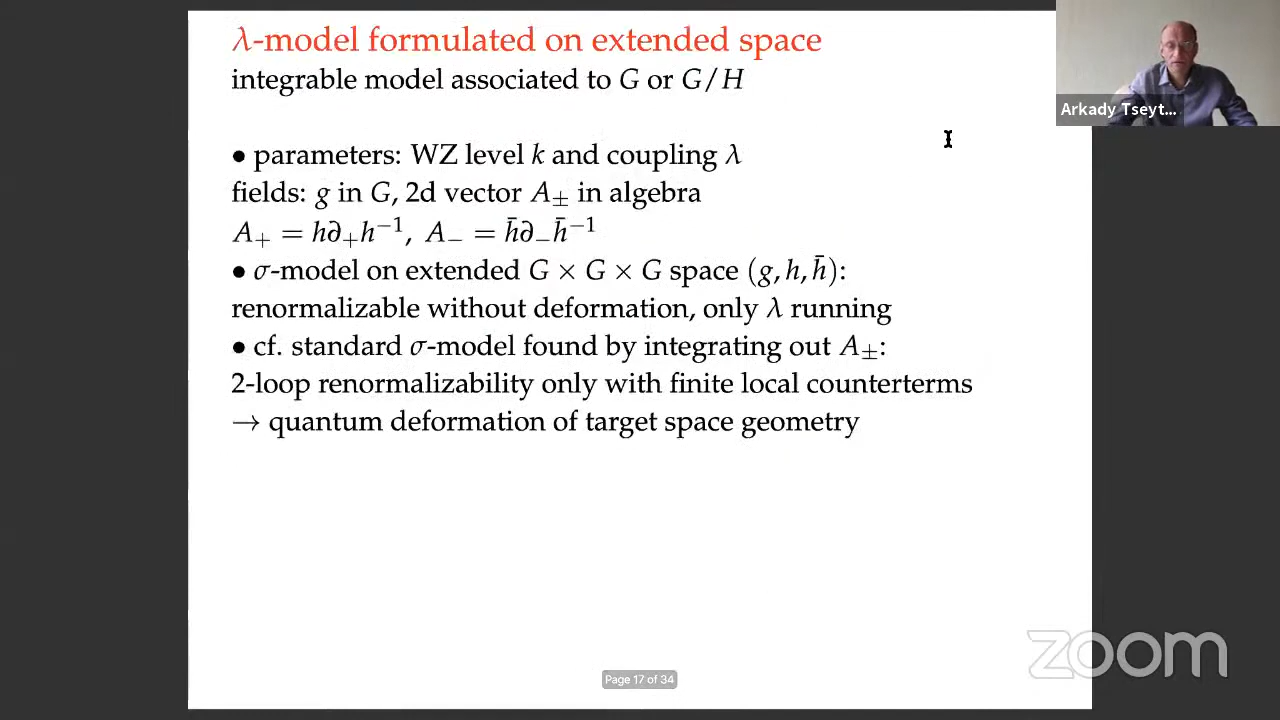 λ-model formulated on extended space
integrable model associated to G or G/H
• parameters: WZ level k and coupling λ
fields: g in G, 2d vector A± in algebra
A₊ = h∂₊h⁻¹, A₋ = h̄∂₋h̄⁻¹
• σ-model on extended G × G × G space (g, h, h̄):
renormalizable without deformation, only λ running
• cf. standard σ-model found by integrating out A±:
2-loop renormalizability only with finite local counterterms
→ quantum deformation of target space geometry
Arkady Tseyt...
Page 17 of 34
zoom